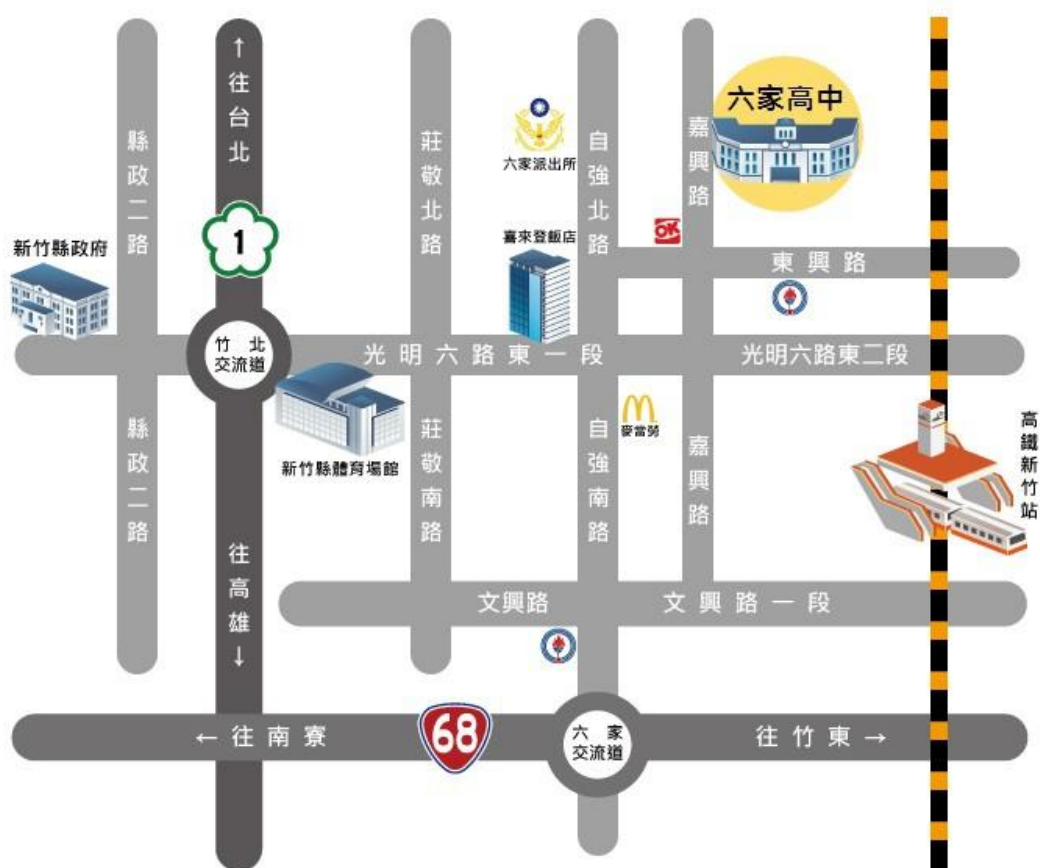 ↑往台北
縣政二路
莊敬北路
六家派出所
自強北路
嘉興路
六家高中
1
新竹縣政府
喜來登飯店
OK
東興路
竹北
交流道
光明六路東一段
光明六路東二段
縣政二路
新竹縣體育場館
莊敬南路
自強南路
麥當勞
嘉興路
高鐵新竹站
往高雄↓
文興路
文興路一段
←往南寮
68
六家
交流道
往竹東→